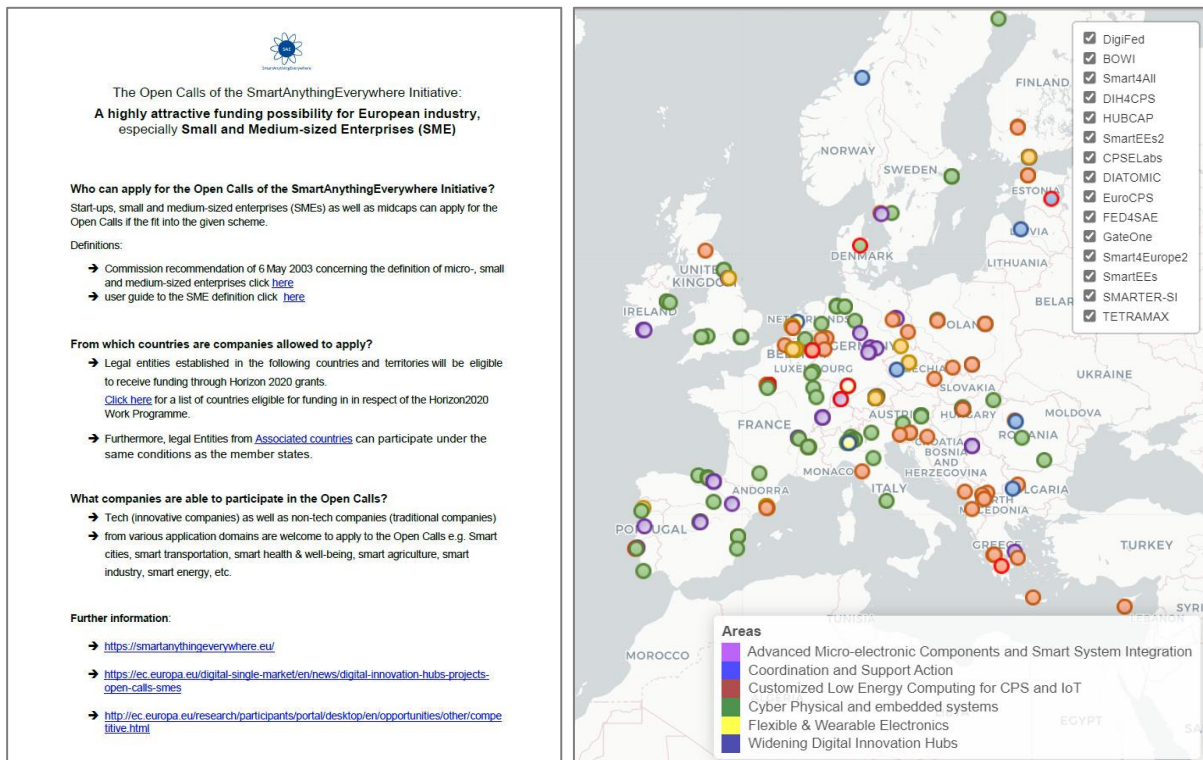 SAE
SmartAnythingEverywhere
The Open Calls of the SmartAnythingEverywhere Initiative:
A highly attractive funding possibility for European industry,
especially Small and Medium-sized Enterprises (SME)
Who can apply for the Open Calls of the SmartAnythingEverywhere Initiative?
Start-ups, small and medium-sized enterprises (SMEs) as well as midcaps can apply for the
Open Calls if the fit into the given scheme.
Definitions:
➔ Commission recommendation of 6 May 2003 concerning the definition of micro-, small
and medium-sized enterprises click here
➔ user guide to the SME definition click here
From which countries are companies allowed to apply?
➔ Legal entities established in the following countries and territories will be eligible
to receive funding through Horizon 2020 grants.
Click here for a list of countries eligible for funding in in respect of the Horizon2020
Work Programme.
➔ Furthermore, legal Entities from Associated countries can participate under the
same conditions as the member states.
What companies are able to participate in the Open Calls?
➔ Tech (innovative companies) as well as non-tech companies (traditional companies)
➔ from various application domains are welcome to apply to the Open Calls e.g. Smart
cities, smart transportation, smart health & well-being, smart agriculture, smart
industry, smart energy, etc.
Further information:
➔ https://smartanythingeverywhere.eu/
➔ https://ec.europa.eu/digital-single-market/en/news/digital-innovation-hubs-projects-
open-calls-smes
➔ http://ec.europa.eu/research/participants/portal/desktop/en/opportunities/other/compe
titive.html
DigiFed
BOWI
Smart4All
DIH4CPS
HUBCAP
SmartEEs2
CPSELabs
DIATOMIC
EuroCPS
FED4SAE
GateOne
Smart4Europe2
SmartEEs
SMARTER-SI
TETRAMAX
FINLAND
NORWAY
SWEDEN
ESTONIA
DENMARK
LITHUANIA
UNITED
KINGDOM
IRELAND
LUXEMBOURG
UKRAINE
SLOVAKIA
MOLDOVA
FRANCE
BOSNIA
AND
HERZEGOVINA
MONACO
ITALY
ANDORRA
PORTUGAL
GREECE
TURKEY
TUNISIA
LEBANON
MOROCCO
EGYPT
Areas
Advanced Micro-electronic Components and Smart System Integration
Coordination and Support Action
Customized Low Energy Computing for CPS and IoT
Cyber Physical and embedded systems
Flexible & Wearable Electronics
Widening Digital Innovation Hubs